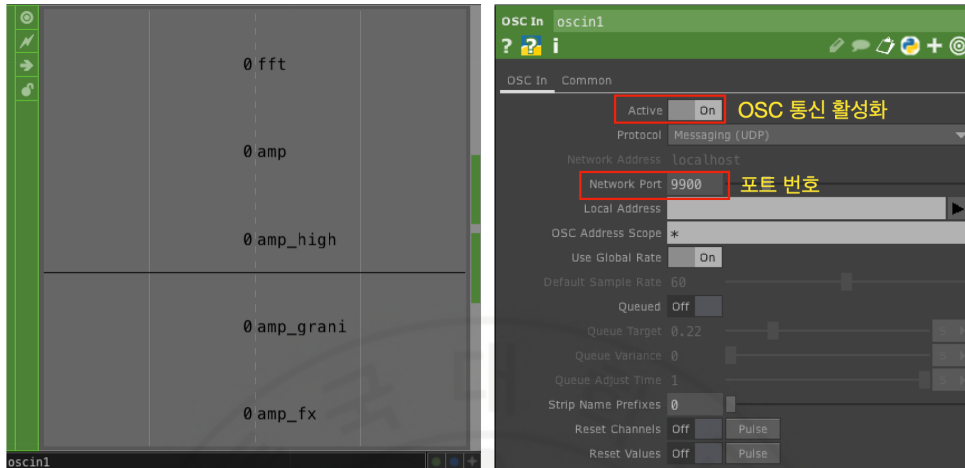 0 fft
0 amp
0 amp_high
0 amp_grani
0 amp_fx
oscin1
OSC In oscin1
? ? i
OSC In Common
Active On OSC 통신 활성화
Protocol Messaging (UDP)
Network Address localhost
Network Port 9900 포트 번호
Local Address
OSC Address Scope *
Use Global Rate On
Default Sample Rate 60
Queued Off
Queue Target 0.22 S
Queue Variance 0 S
Queue Adjust Time 1 S
Strip Name Prefixes 0
Reset Channels Off Pulse
Reset Values Off Pulse